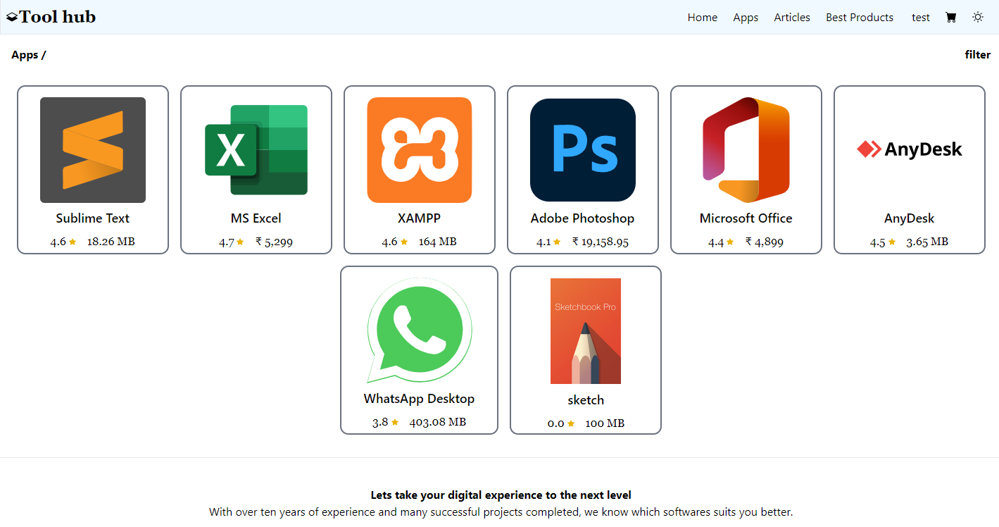 Tool hub Home Apps Articles Best Products test
Apps / filter
X Ps AnyDesk
Sublime Text MS Excel XAMPP Adobe Photoshop Microsoft Office AnyDesk
4.6 18.26 MB 4.7 ₹ 5,299 4.6 164 MB 4.1 ₹ 19,158.95 4.4 ₹ 4,899 4.5 3.65 MB
Sketchbook Pro
WhatsApp Desktop sketch
3.8 403.08 MB 0.0 100 MB
Lets take your digital experience to the next level
With over ten years of experience and many successful projects completed, we know which softwares suits you better.